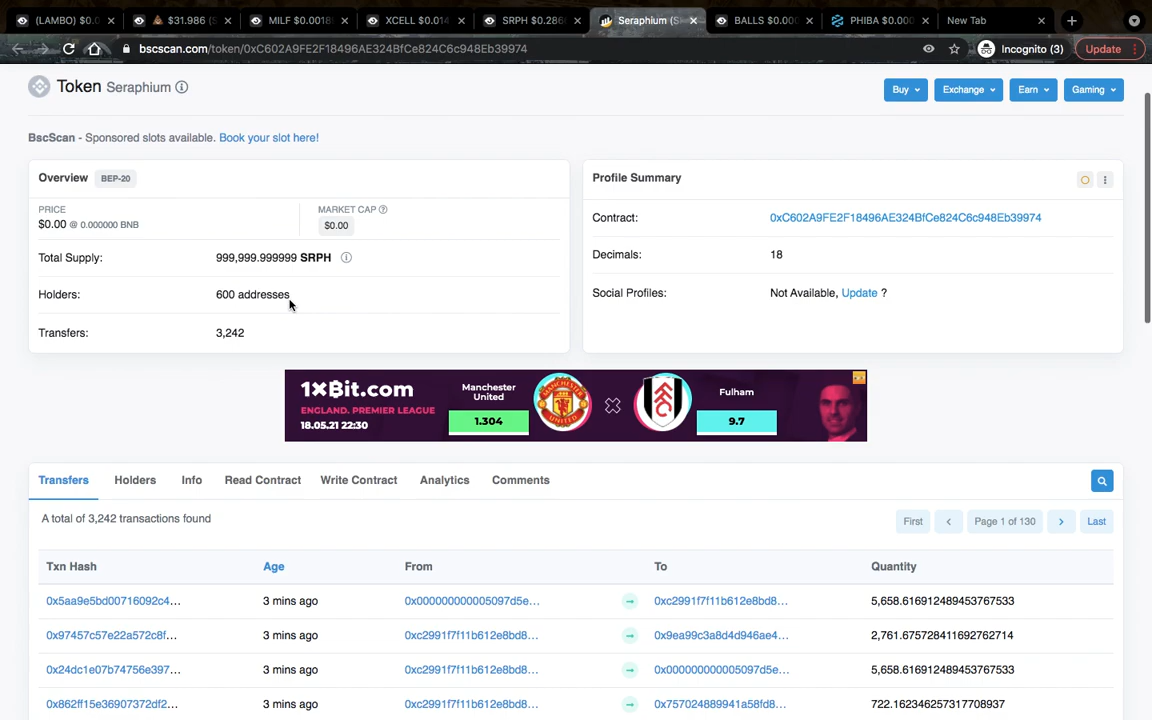 (LAMBO) $0.0
$31.986 (S
MILF $0.0018
XCELL $0.014
SRPH $0.286
Seraphium (S
BALLS $0.00
PHIBA $0.000
New Tab
bscscan.com/token/0xC602A9FE2F18496AE324BfCe824C6c948Eb39974
Incognito (3)
Update
Token Seraphium
Buy
Exchange
Earn
Gaming
BscScan - Sponsored slots available. Book your slot here!
Overview BEP-20
PRICE
$0.00 @ 0.000000 BNB
MARKET CAP
$0.00
Total Supply: 999,999.999999 SRPH
Holders: 600 addresses
Transfers: 3,242
Profile Summary
Contract: 0xC602A9FE2F18496AE324BfCe824C6c948Eb39974
Decimals: 18
Social Profiles: Not Available, Update ?
1XBit.com
ENGLAND. PREMIER LEAGUE
18.05.21 22:30
Manchester
United
1.304
Fulham
9.7
Transfers Holders Info Read Contract Write Contract Analytics Comments
A total of 3,242 transactions found
First
Page 1 of 130
Last
Txn Hash Age From To Quantity
0x5aa9e5bd00716092c4... 3 mins ago 0x000000000005097d5e... 0xc2991f7f11b612e8bd8... 5,658.616912489453767533
0x97457c57e22a572c8f... 3 mins ago 0xc2991f7f11b612e8bd8... 0x9ea99c3a8d4d946ae4... 2,761.675728411692762714
0x24dc1e07b74756e397... 3 mins ago 0xc2991f7f11b612e8bd8... 0x000000000005097d5e... 5,658.616912489453767533
0x862ff15e36907372df2... 3 mins ago 0xc2991f7f11b612e8bd8... 0x757024889941a58fd8... 722.162346257317708937